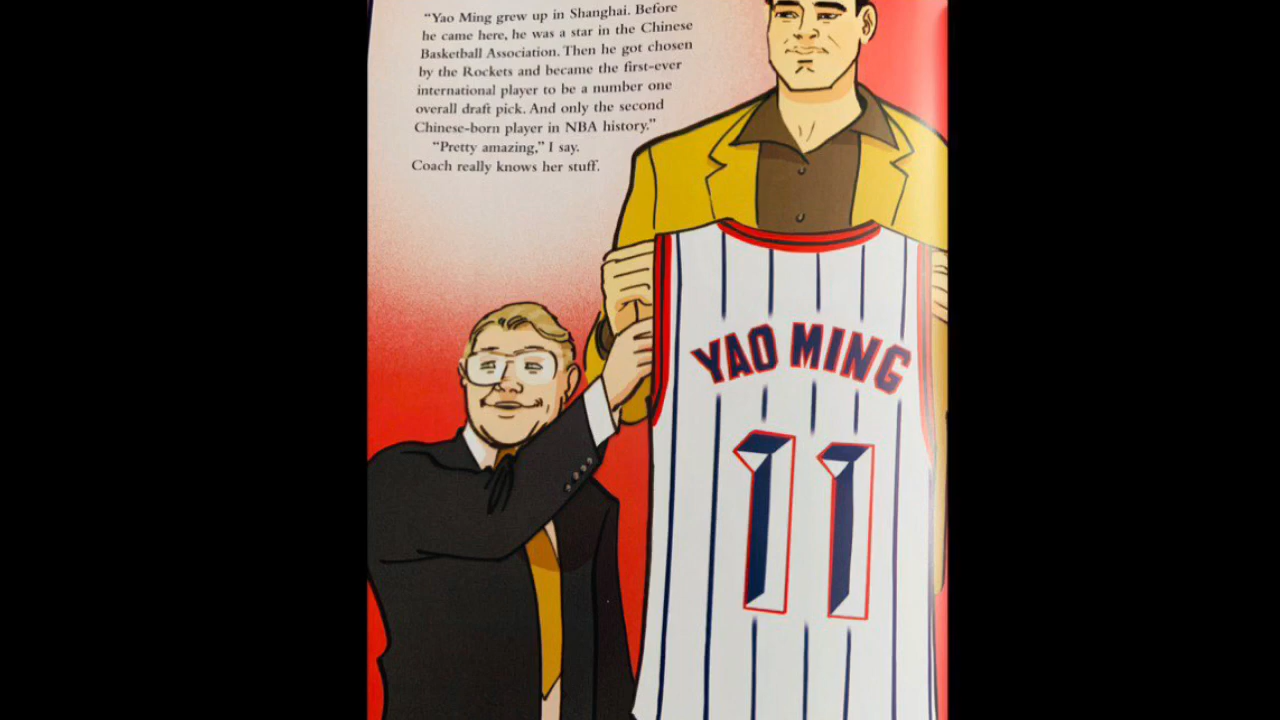 “Yao Ming grew up in Shanghai. Before
he came here, he was a star in the Chinese
Basketball Association. Then he got chosen
by the Rockets and became the first-ever
international player to be a number one
overall draft pick. And only the second
Chinese-born player in NBA history.”
“Pretty amazing,” I say.
Coach really knows her stuff.
YAO MING
11